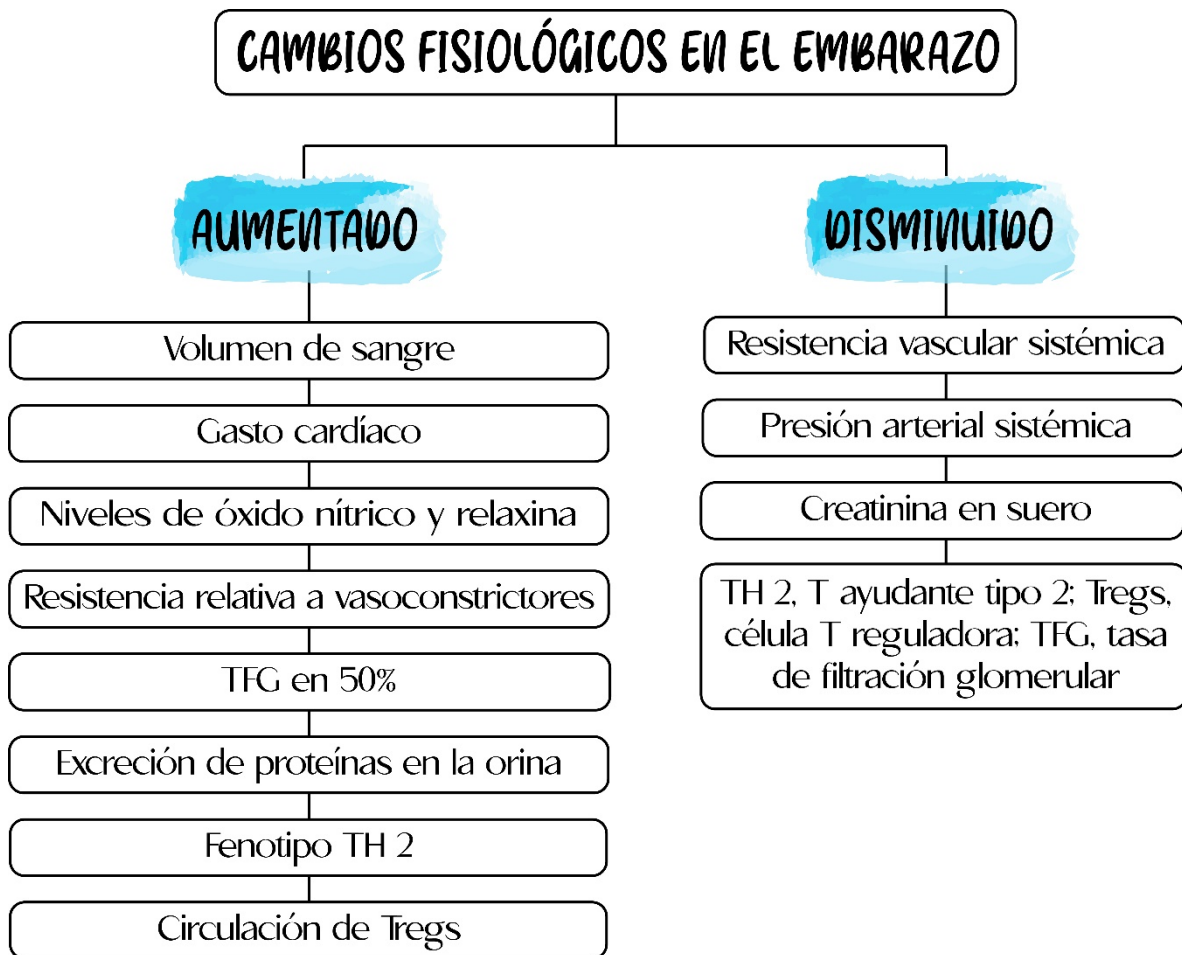 CAMBIOS FISIOLÓGICOS EN EL EMBARAZO
AUMENTADO
Volumen de sangre
Gasto cardíaco
Niveles de óxido nítrico y relaxina
Resistencia relativa a vasoconstrictores
TFG en 50%
Excreción de proteínas en la orina
Fenotipo TH 2
Circulación de Tregs
DISMINUIDO
Resistencia vascular sistémica
Presión arterial sistémica
Creatinina en suero
TH 2, T ayudante tipo 2; Tregs,
célula T reguladora; TFG, tasa
de filtración glomerular